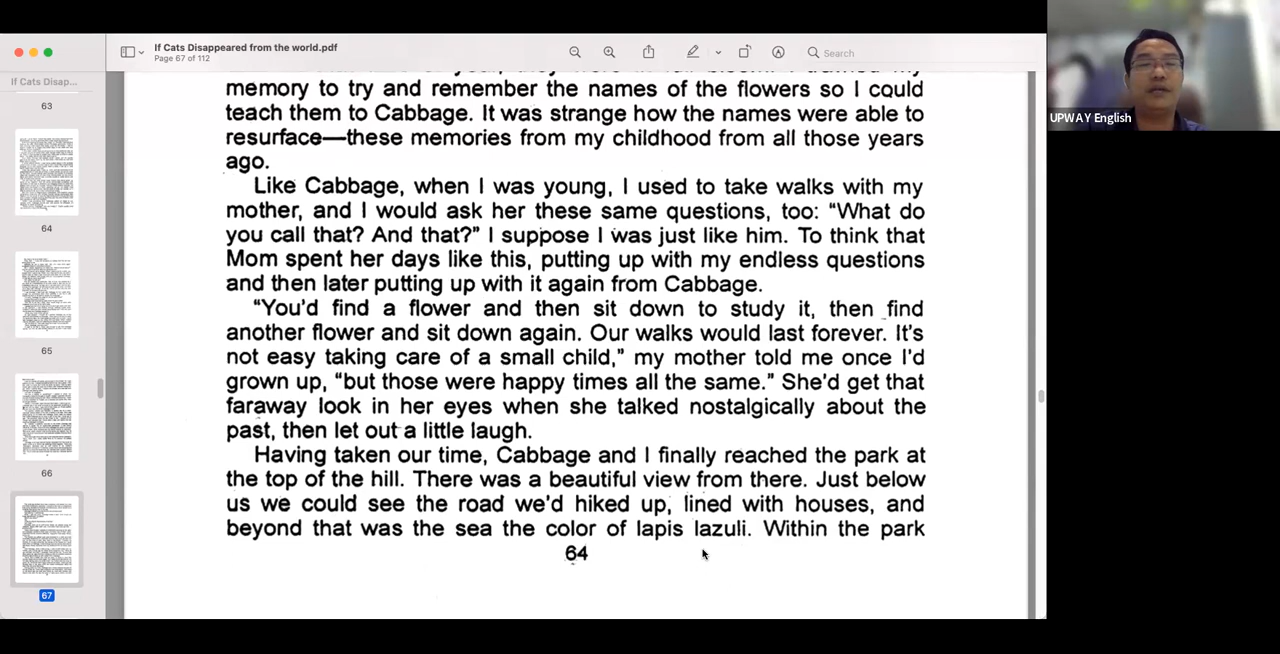 If Cats Disappeared from the world.pdf
Page 67 of 112
Search
If Cats Disap...
63
64
65
66
67
memory to try and remember the names of the flowers so I could
teach them to Cabbage. It was strange how the names were able to
resurface—these memories from my childhood from all those years
ago.
Like Cabbage, when I was young, I used to take walks with my
mother, and I would ask her these same questions, too: “What do
you call that? And that?” I suppose I was just like him. To think that
Mom spent her days like this, putting up with my endless questions
and then later putting up with it again from Cabbage.
“You’d find a flower and then sit down to study it, then find
another flower and sit down again. Our walks would last forever. It’s
not easy taking care of a small child,” my mother told me once I’d
grown up, “but those were happy times all the same.” She’d get that
faraway look in her eyes when she talked nostalgically about the
past, then let out a little laugh.
Having taken our time, Cabbage and I finally reached the park at
the top of the hill. There was a beautiful view from there. Just below
us we could see the road we’d hiked up, lined with houses, and
beyond that was the sea the color of lapis lazuli. Within the park
64
UPWAY English